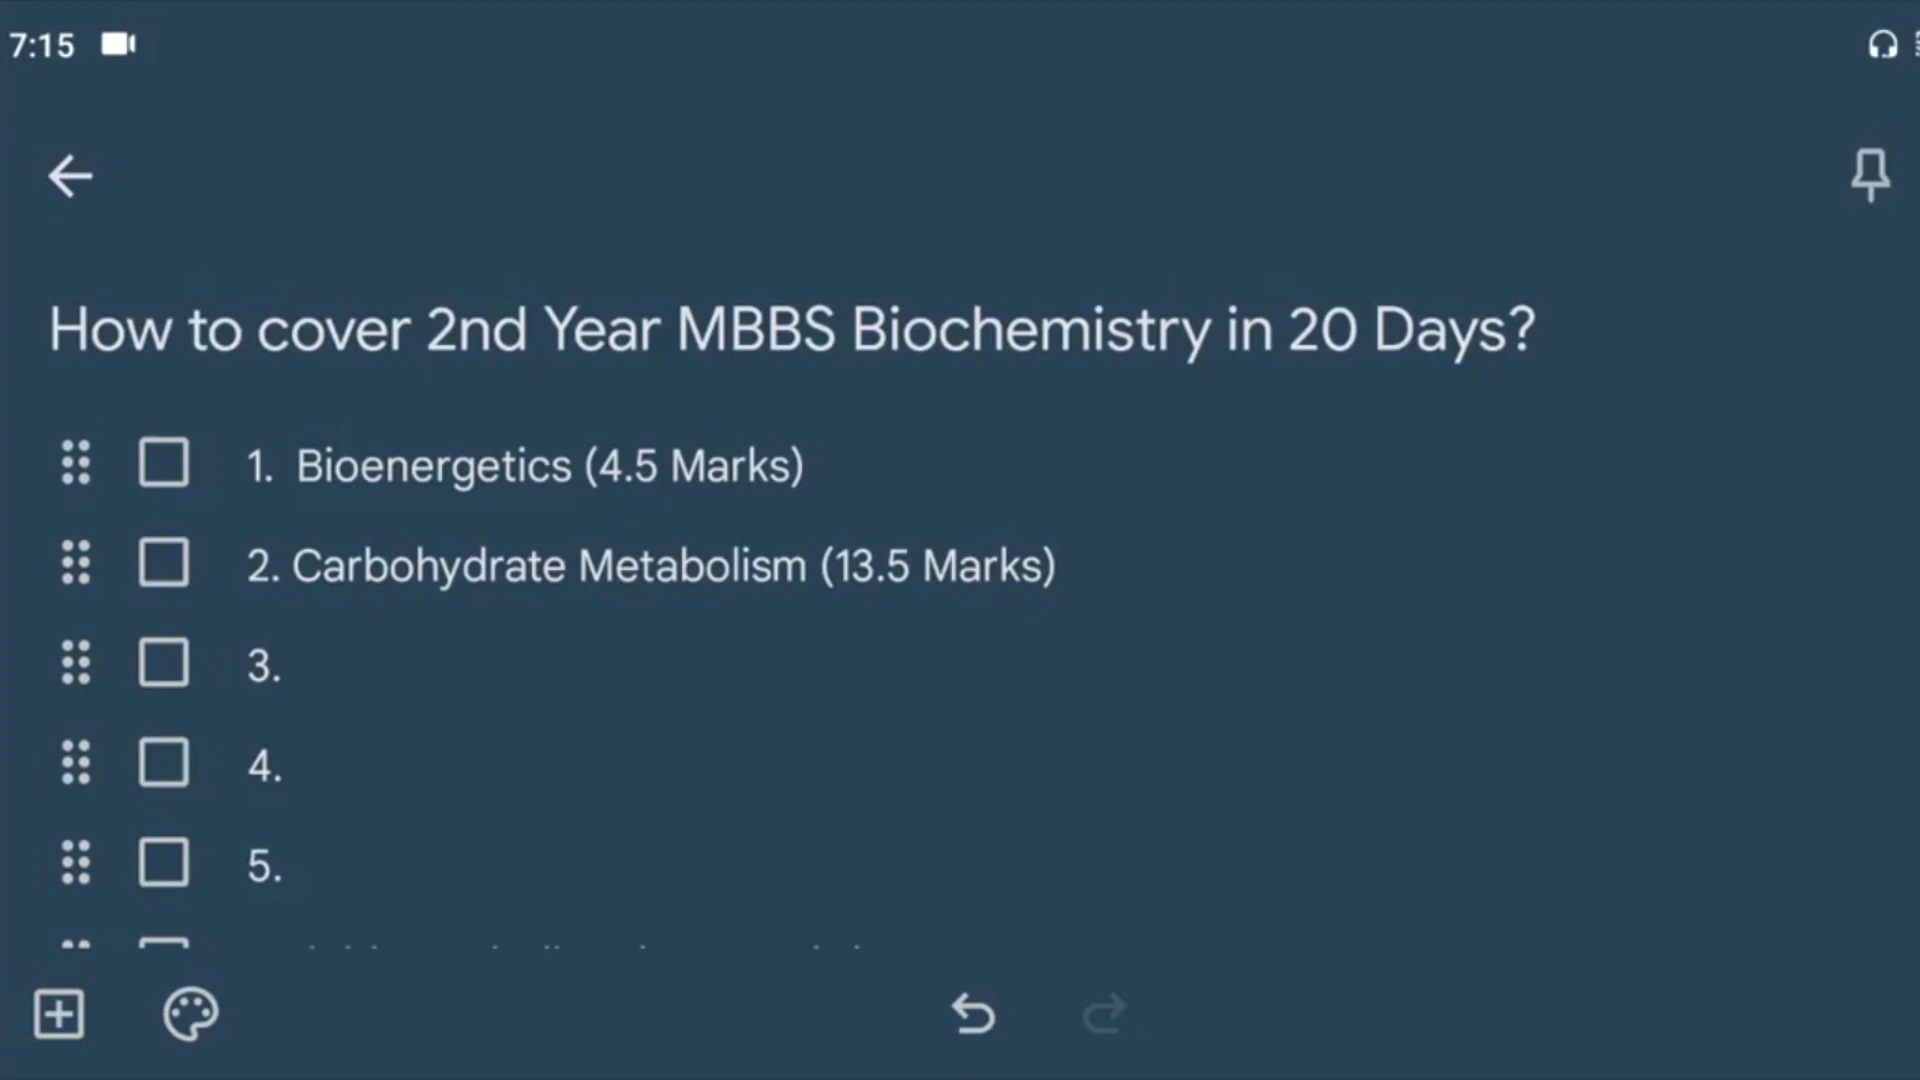 7:15
How to cover 2nd Year MBBS Biochemistry in 20 Days?
1. Bioenergetics (4.5 Marks)
2. Carbohydrate Metabolism (13.5 Marks)
3.
4.
5.